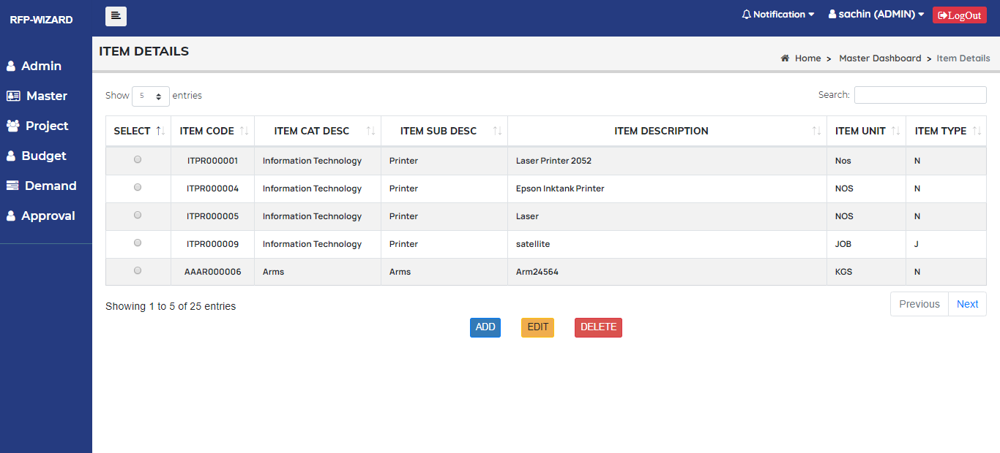 RFP-WIZARD
Notification
sachin (ADMIN)
LogOut
Admin
Master
Project
Budget
Demand
Approval
ITEM DETAILS
Home > Master Dashboard > Item Details
Show 5 entries
Search:
SELECT ITEM CODE ITEM CAT DESC ITEM SUB DESC ITEM DESCRIPTION ITEM UNIT ITEM TYPE
ITPR000001 Information Technology Printer Laser Printer 2052 Nos N
ITPR000004 Information Technology Printer Epson Inktank Printer NOS N
ITPR000005 Information Technology Printer Laser NOS N
ITPR000009 Information Technology Printer satellite JOB J
AAAR000006 Arms Arms Arm24564 KGS N
Showing 1 to 5 of 25 entries
Previous Next
ADD EDIT DELETE